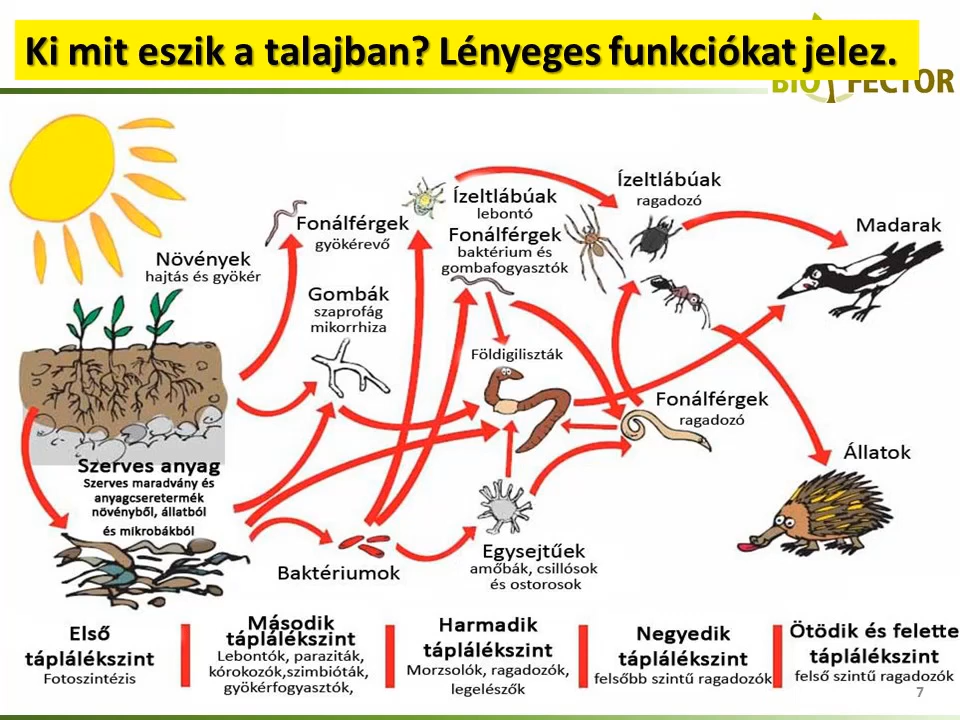 Ki mit eszik a talajban? Lényeges funkciókat jelez.
BIO FECTOR
Növények
hajtás és gyökér
Fonálférgek
gyökérevő
Gombák
szaprofág
mikorrhiza
Ízeltlábúak
lebontó
Fonálférgek
baktérium és
gombafogyasztók
Ízeltlábúak
ragadozó
Madarak
Földigiliszták
Fonálférgek
ragadozó
Állatok
Szerves anyag
Szerves maradvány és
anyagcseretermék
növényből, állatból
és mikrobákból
Baktériumok
Egysejtűek
amőbák, csillósok
és ostorosok
Első
táplálékszint
Fotoszintézis
Második
táplálékszint
Lebontók, paraziták,
kórokozók,szimbióták,
gyökérfogyasztók,
Harmadik
táplálékszint
Morzsolók, ragadozók,
legelészők
Negyedik
táplálékszint
felsőbb szintű ragadozók
Ötödik és felette
táplálékszint
felső szintű ragadozók
7